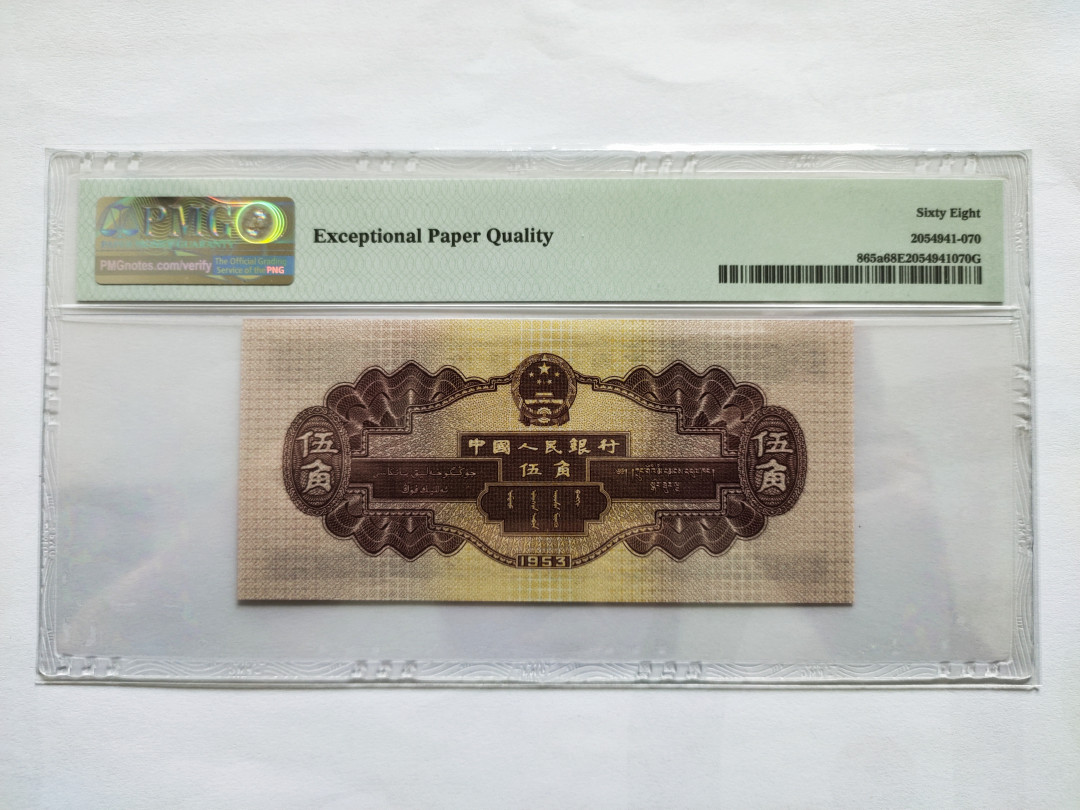 PMG
PMGnotes.com/verify
The Official Grading
Service of the PNG
Exceptional Paper Quality
Sixty Eight
2054941-070
865a68E2054941070G
中國人民銀行
伍角
伍角
伍角
1953